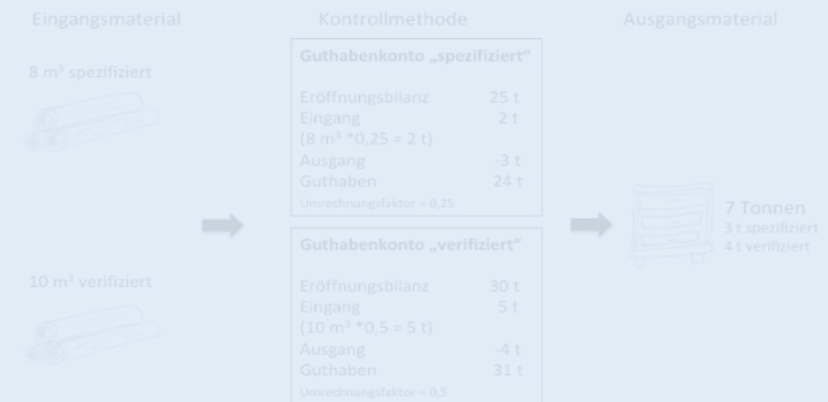 Eingangsmaterial
Kontrollmethode
Ausgangsmaterial
8 m³ spezifiziert
Guthabenkonto „spezifiziert“
Eröffnungsbilanz 25 t
Eingang 2 t
(8 m³ *0,25 = 2 t)
Ausgang -3 t
Guthaben 24 t
Umrechnungsfaktor = 0,25
7 Tonnen
3 t spezifiziert
4 t verifiziert
10 m³ verifiziert
Guthabenkonto „verifiziert“
Eröffnungsbilanz 30 t
Eingang 5 t
(10 m³ *0,5 = 5 t)
Ausgang -4 t
Guthaben 31 t
Umrechnungsfaktor = 0,5